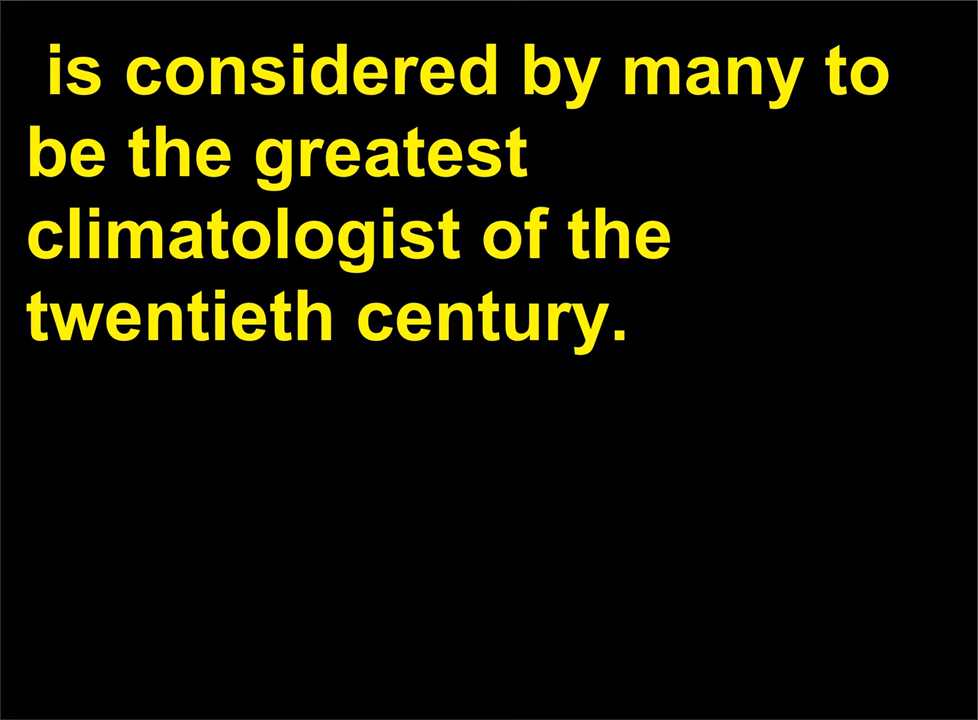 is considered by many to
be the greatest
climatologist of the
twentieth century.